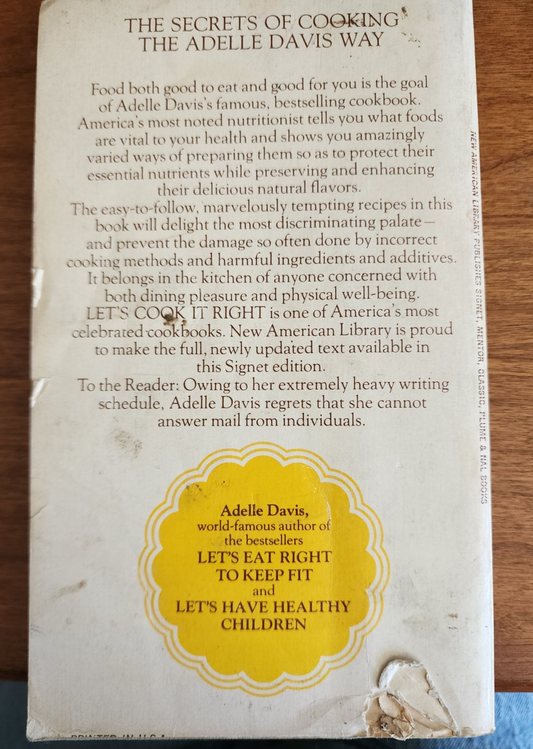 THE SECRETS OF COOKING
THE ADELLE DAVIS WAY
Food both good to eat and good for you is the goal
of Adelle Davis's famous, bestselling cookbook.
America's most noted nutritionist tells you what foods
are vital to your health and shows you amazingly
varied ways of preparing them so as to protect their
essential nutrients while preserving and enhancing
their delicious natural flavors.
The easy-to-follow, marvelously tempting recipes in this
book will delight the most discriminating palate—
and prevent the damage so often done by incorrect
cooking methods and harmful ingredients and additives.
It belongs in the kitchen of anyone concerned with
both dining pleasure and physical well-being.
LET'S COOK IT RIGHT is one of America's most
celebrated cookbooks. New American Library is proud
to make the full, newly updated text available in
this Signet edition.
To the Reader: Owing to her extremely heavy writing
schedule, Adelle Davis regrets that she cannot
answer mail from individuals.
Adelle Davis,
world-famous author of
the bestsellers
LET'S EAT RIGHT
TO KEEP FIT
and
LET'S HAVE HEALTHY
CHILDREN
NEW AMERICAN LIBRARY PUBLISHES SIGNET, MENTOR, CLASSIC, PLUME & NAL BOOKS
PRINTED IN U.S.A.